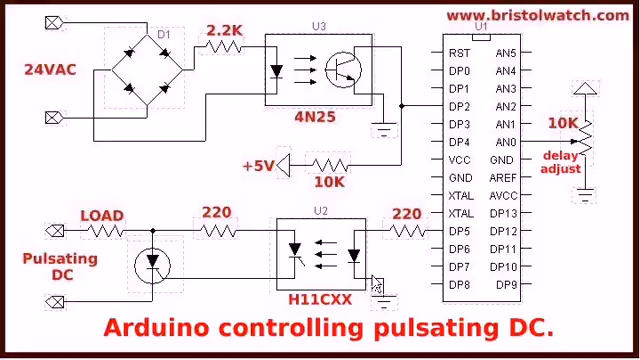 www.bristolwatch.com
D1
2.2K
U3
U1
24VAC
4N25
RST
AN5
DP0
AN4
DP1
AN3
DP2
AN2
DP3
AN1
DP4
AN0
VCC
GND
GND
AREF
XTAL
AVCC
XTAL
DP13
DP5
DP12
DP6
DP11
DP7
DP10
DP8
DP9
10K
delay
adjust
+5V
10K
LOAD
220
U2
220
Pulsating
DC
H11CXX
Arduino controlling pulsating DC.